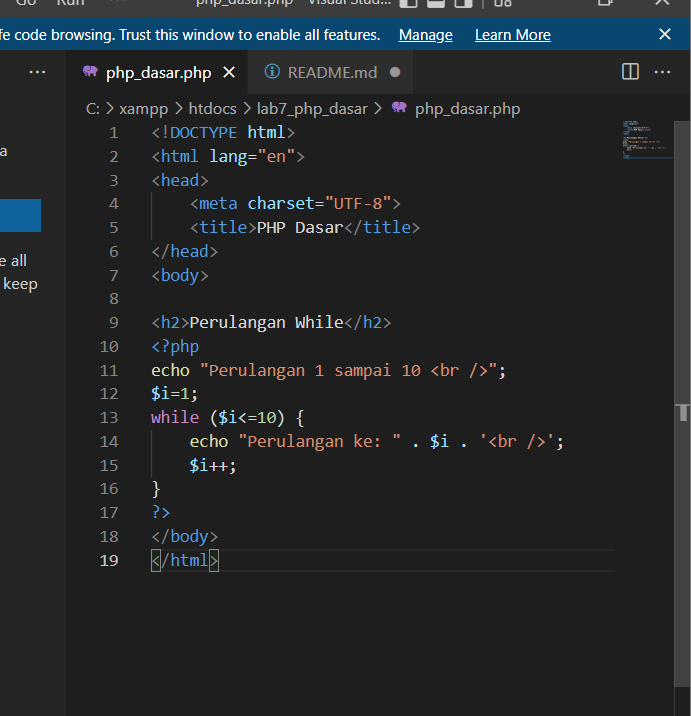 Go Run ... php_dasar.php - Visual Stud...
fe code browsing. Trust this window to enable all features. Manage Learn More
... php_dasar.php README.md ...
C: > xampp > htdocs > lab7_php_dasar > php_dasar.php
a
e all
keep
1 <!DOCTYPE html>
2 <html lang="en">
3 <head>
4     <meta charset="UTF-8">
5     <title>PHP Dasar</title>
6 </head>
7 <body>
8
9 <h2>Perulangan While</h2>
10 <?php
11 echo "Perulangan 1 sampai 10 <br />";
12 $i=1;
13 while ($i<=10) {
14     echo "Perulangan ke: " . $i . '<br />';
15     $i++;
16 }
17 ?>
18 </body>
19 </html>